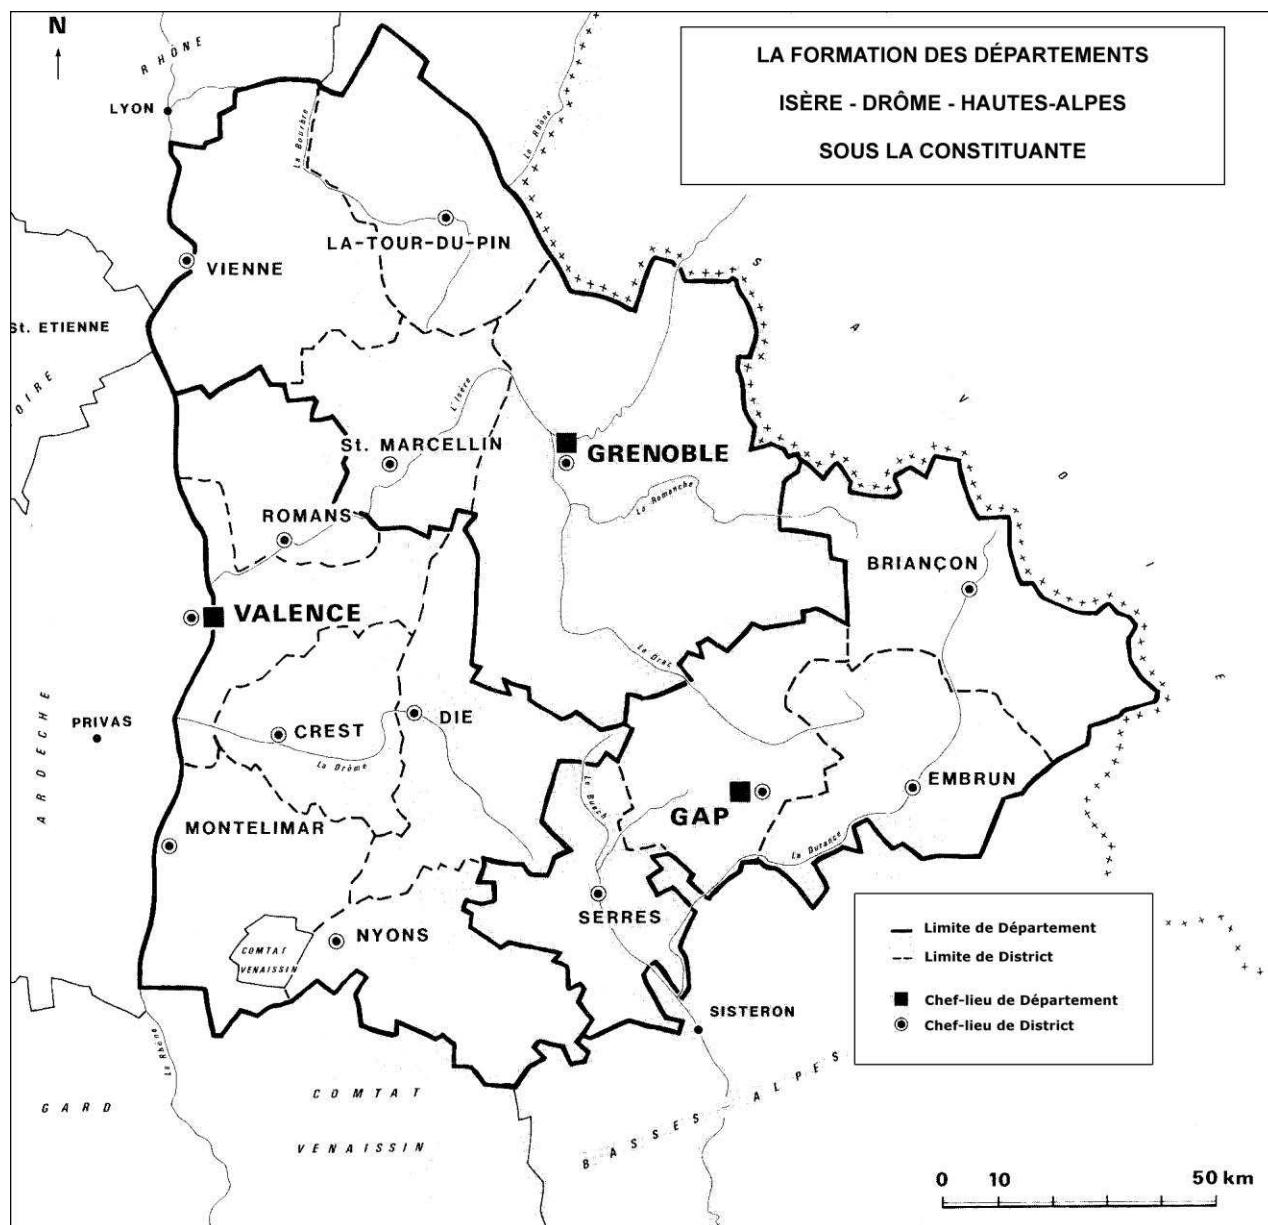 N
LA FORMATION DES DÉPARTEMENTS
ISÈRE - DRÔME - HAUTES-ALPES
SOUS LA CONSTITUANTE
RHÔNE
LYON
La Bourbre
Le Rhône
LA-TOUR-DU-PIN
VIENNE
St. ETIENNE
OIRE
SAVOIE
L'Isère
St. MARCELLIN
GRENOBLE
La Romanche
ROMANS
BRIANÇON
VALENCE
Le Drac
ARDECHE
PRIVAS
CREST
DIE
La Drôme
Le Buech
EMBRUN
GAP
MONTELIMAR
La Durance
SERRES
NYONS
COMTAT
VENAISSIN
Limite de Département
Limite de District
Chef-lieu de Département
Chef-lieu de District
SISTERON
Le Rhône
COMTAT
VENAISSIN
GARD
BASSES-ALPES
0 10 50 km